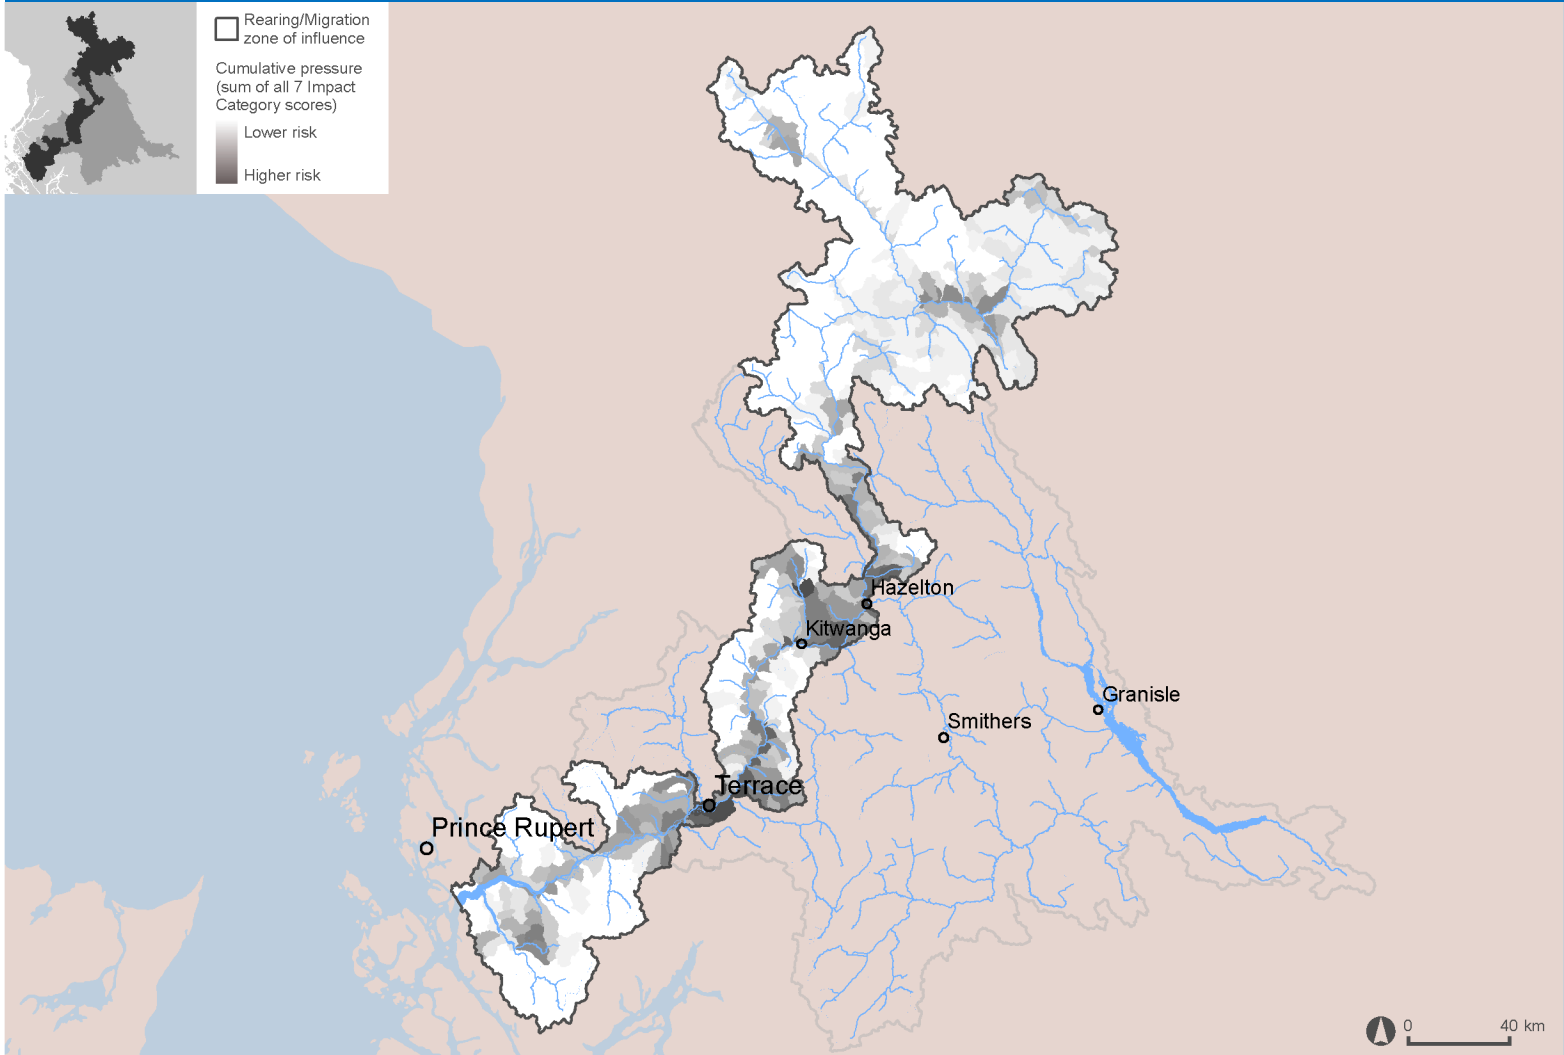 Rearing/Migration
zone of influence
Cumulative pressure
(sum of all 7 Impact
Category scores)
Lower risk
Higher risk
Hazelton
Kitwanga
Granisle
Smithers
Terrace
Prince Rupert
0 40 km